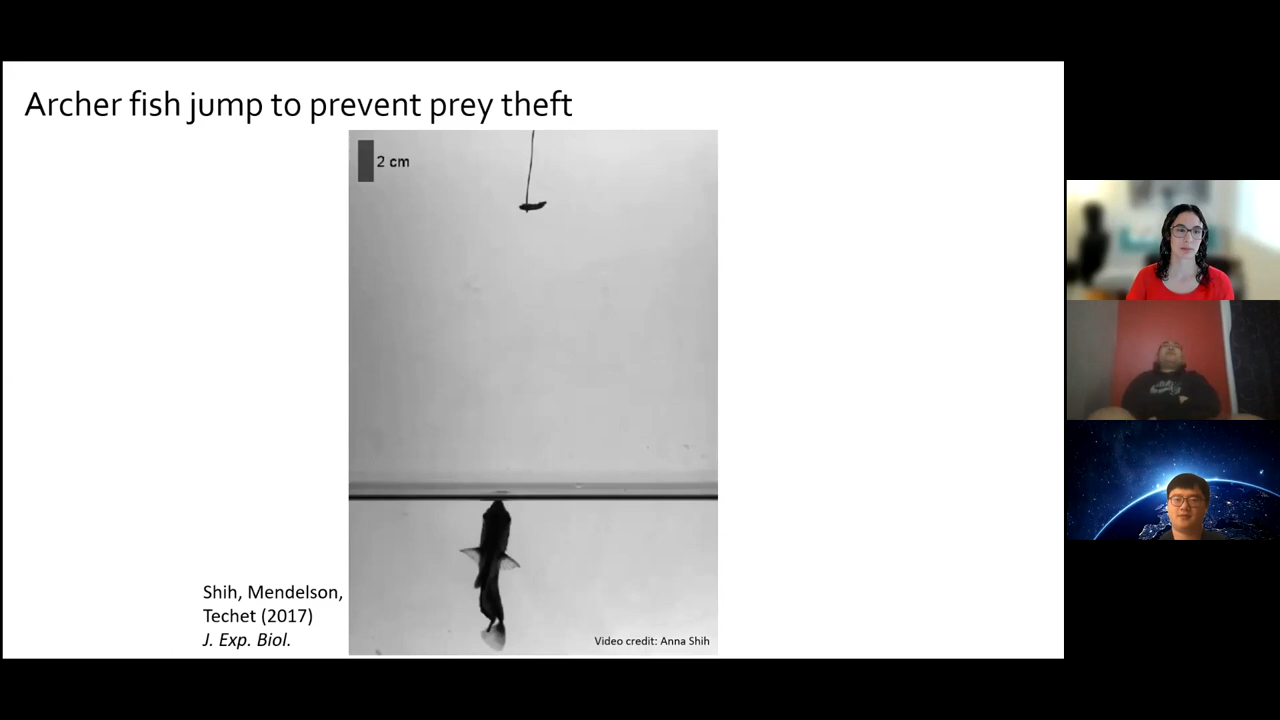 Archer fish jump to prevent prey theft
2 cm
Shih, Mendelson,
Techet (2017)
J. Exp. Biol.
Video credit: Anna Shih